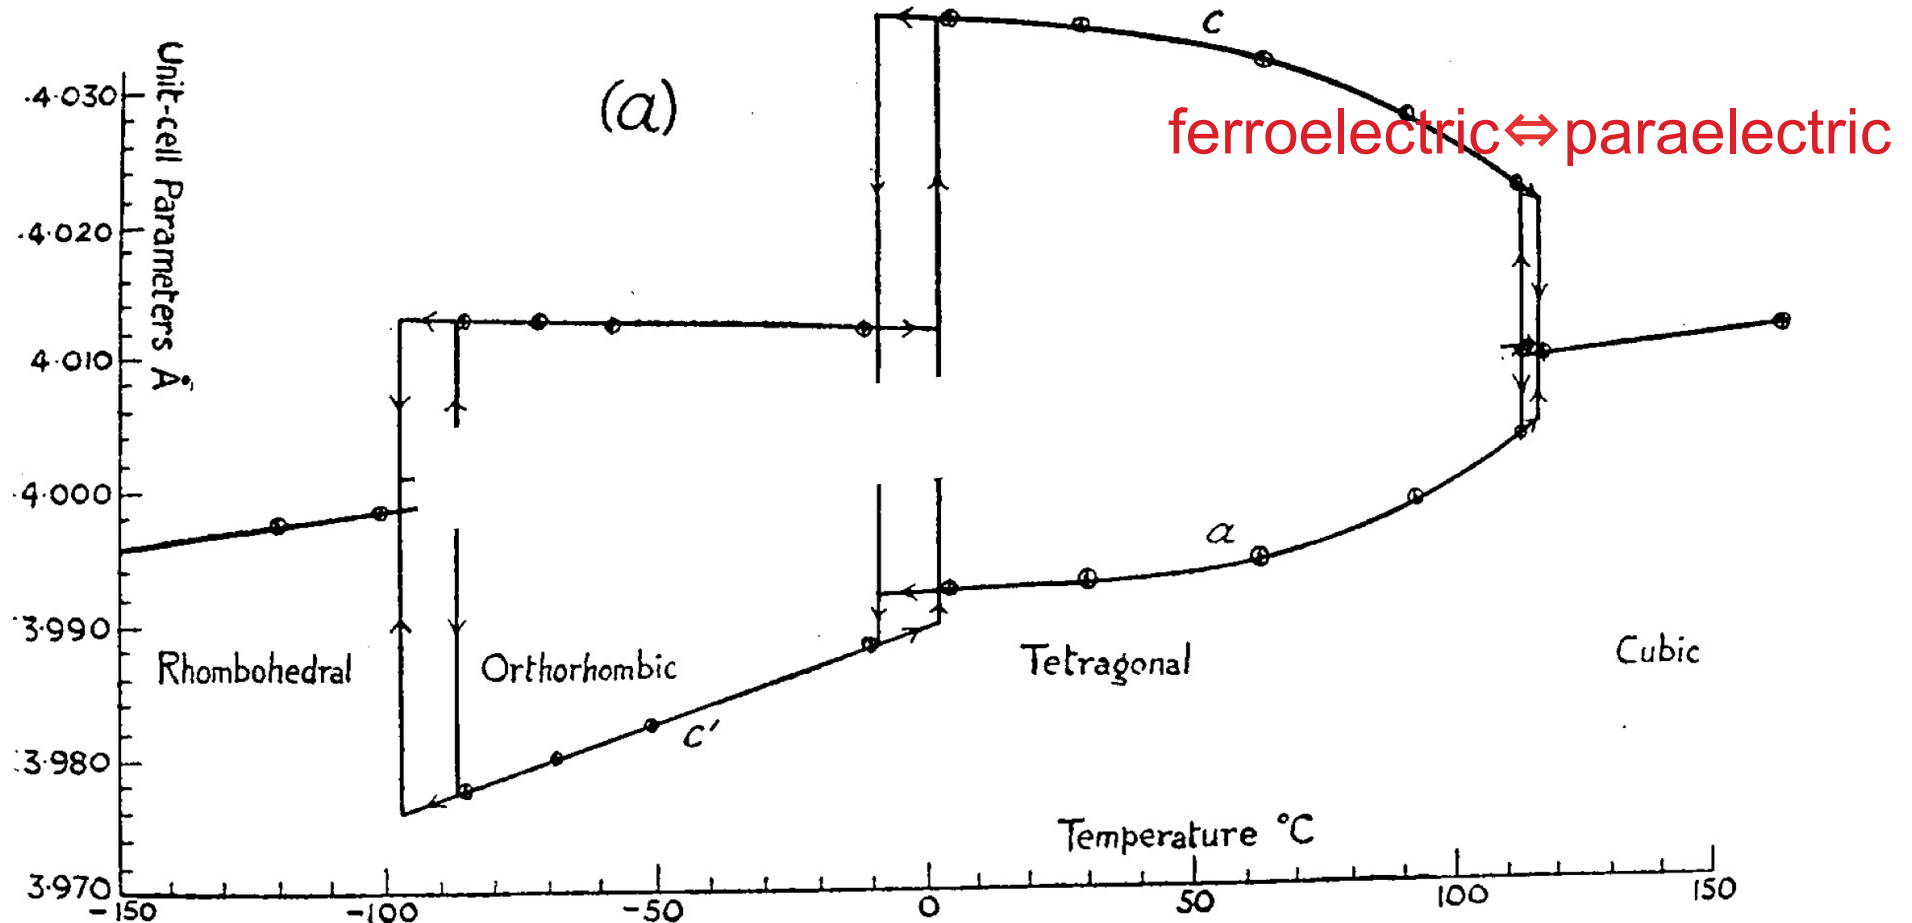 C
(a)
Unit-cell Parameters Å
.4·030
ferroelectric⇔paraelectric
.4·020
4·010
.4·000
a
3·990
Rhombohedral
Orthorhombic
Tetragonal
Cubic
c'
3·980
Temperature °C
3·970
-150
-100
-50
0
50
100
150